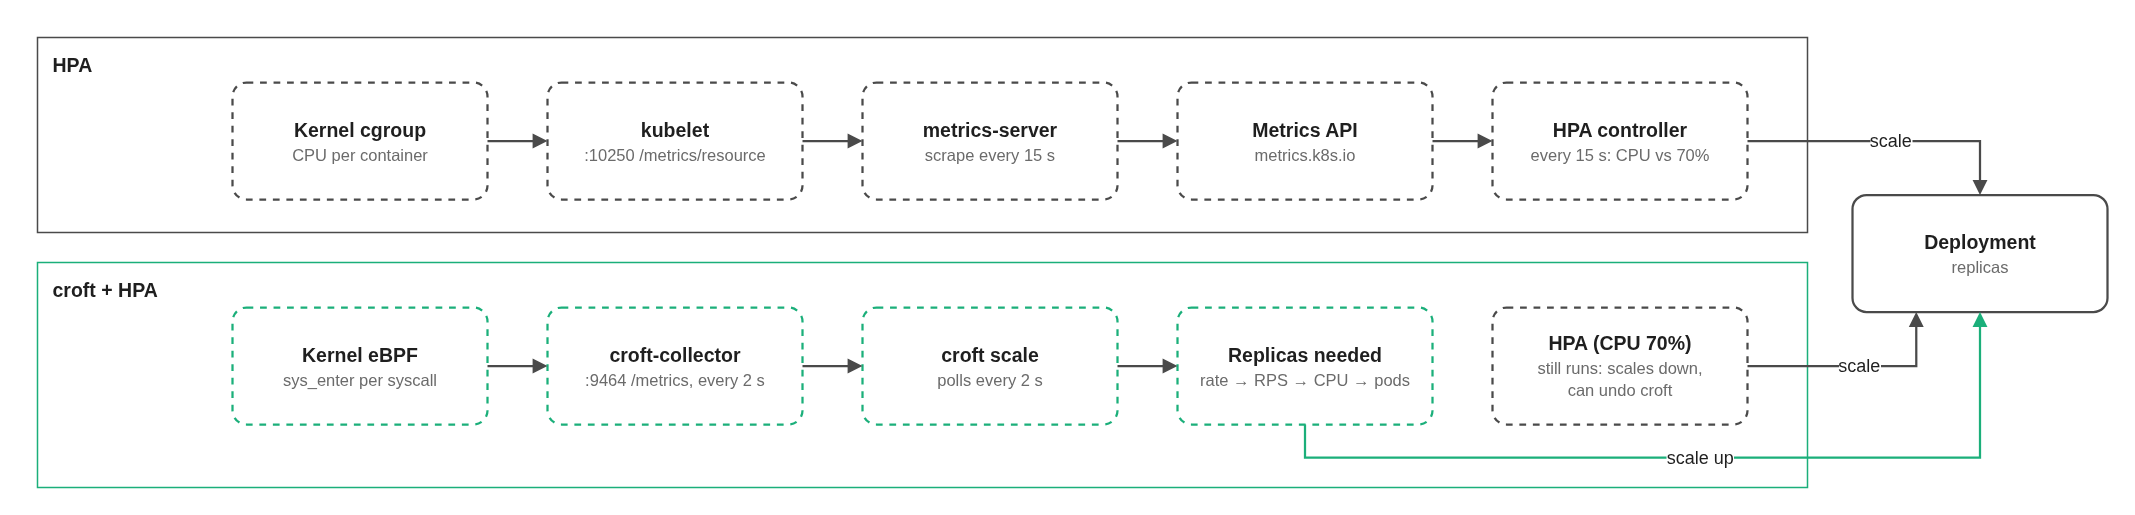 HPA
Kernel cgroup
CPU per container
kubelet
:10250 /metrics/resource
metrics-server
scrape every 15 s
Metrics API
metrics.k8s.io
HPA controller
every 15 s: CPU vs 70%
scale
Deployment
replicas
croft + HPA
Kernel eBPF
sys_enter per syscall
croft-collector
:9464 /metrics, every 2 s
croft scale
polls every 2 s
Replicas needed
rate → RPS → CPU → pods
HPA (CPU 70%)
still runs: scales down,
can undo croft
scale
scale up